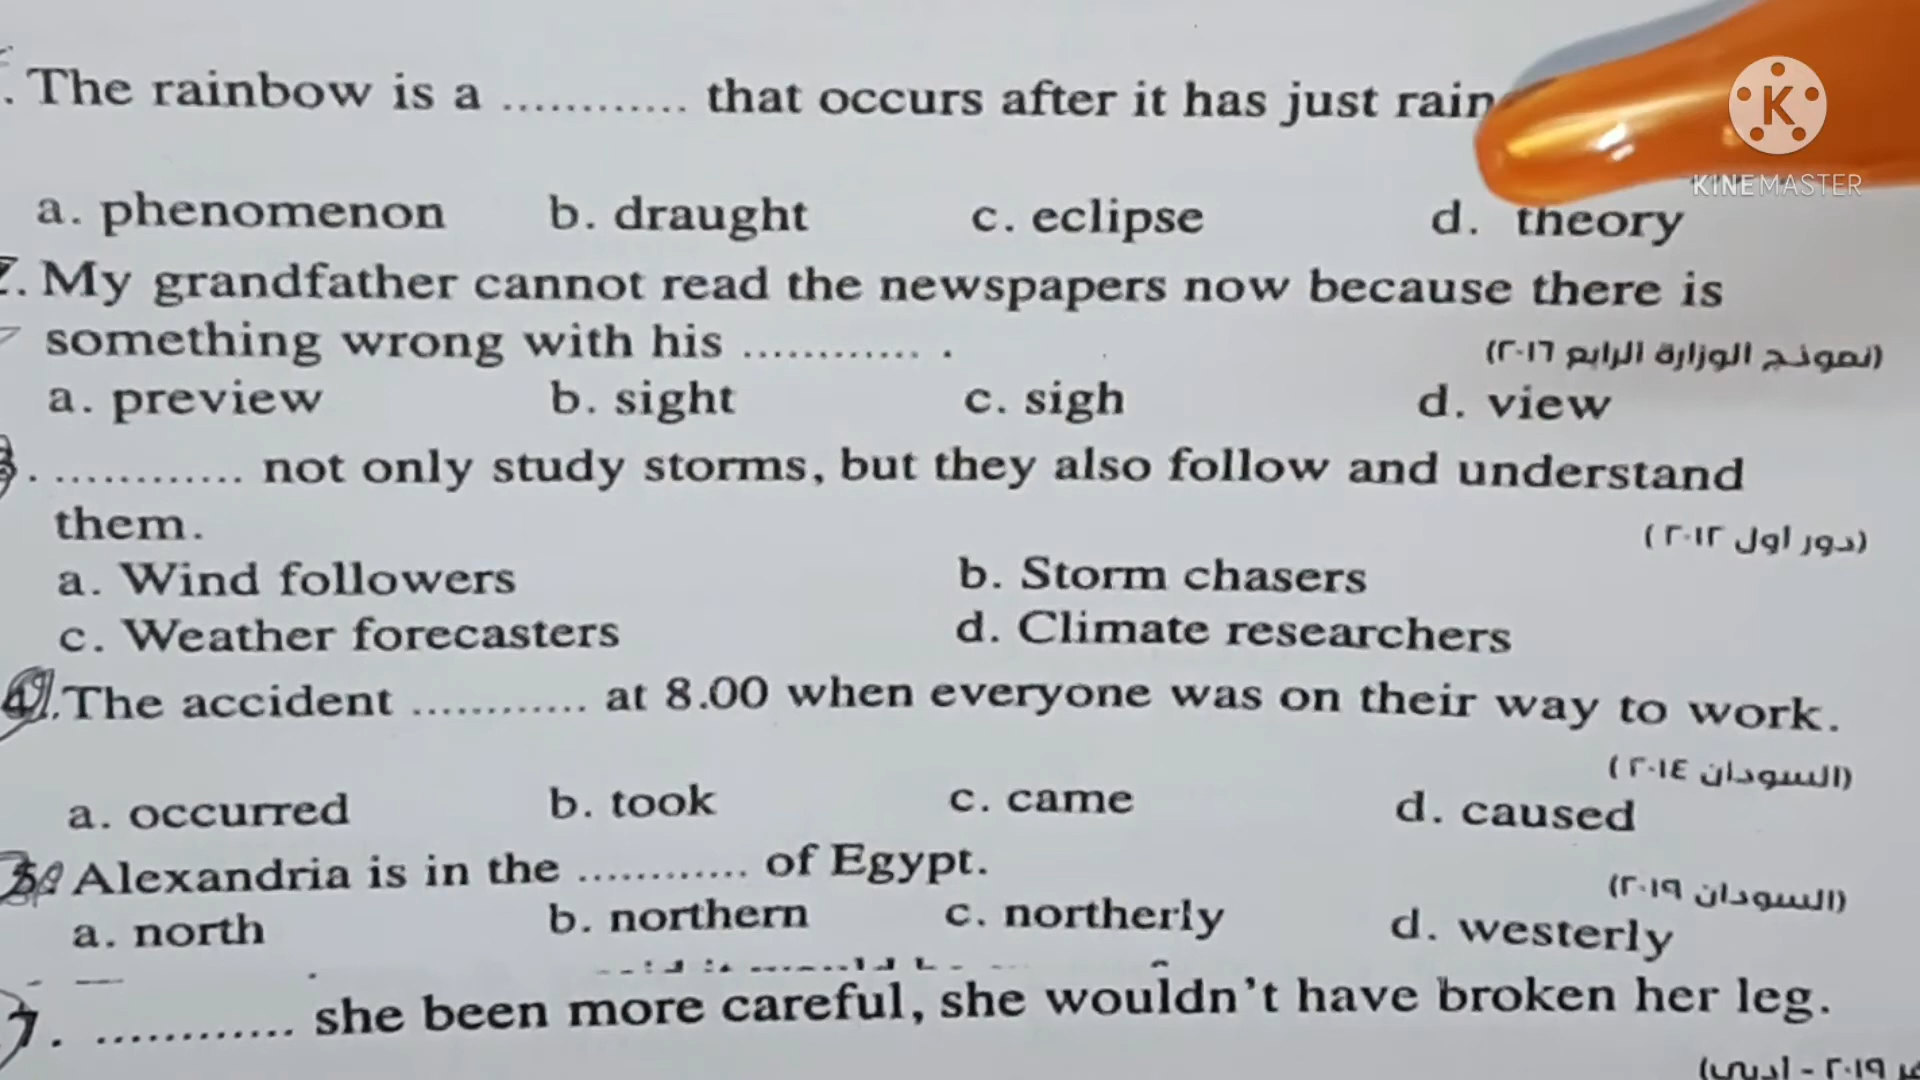 . The rainbow is a ............ that occurs after it has just rain
KINEMASTER
a. phenomenon b. draught c. eclipse d. theory
. My grandfather cannot read the newspapers now because there is
something wrong with his ............ . (نموذج الوزارة الرابع ٢٠١٦)
a. preview b. sight c. sigh d. view
3. ............ not only study storms, but they also follow and understand
them. (دور اول ٢٠١٢)
a. Wind followers b. Storm chasers
c. Weather forecasters d. Climate researchers
4. The accident ............ at 8.00 when everyone was on their way to work.
(السودان ٢٠١٤)
a. occurred b. took c. came d. caused
5. Alexandria is in the ............ of Egypt. (السودان ٢٠١٩)
a. north b. northern c. northerly d. westerly
7. ............ she been more careful, she wouldn't have broken her leg.
٢٠١٩ - أدبي)